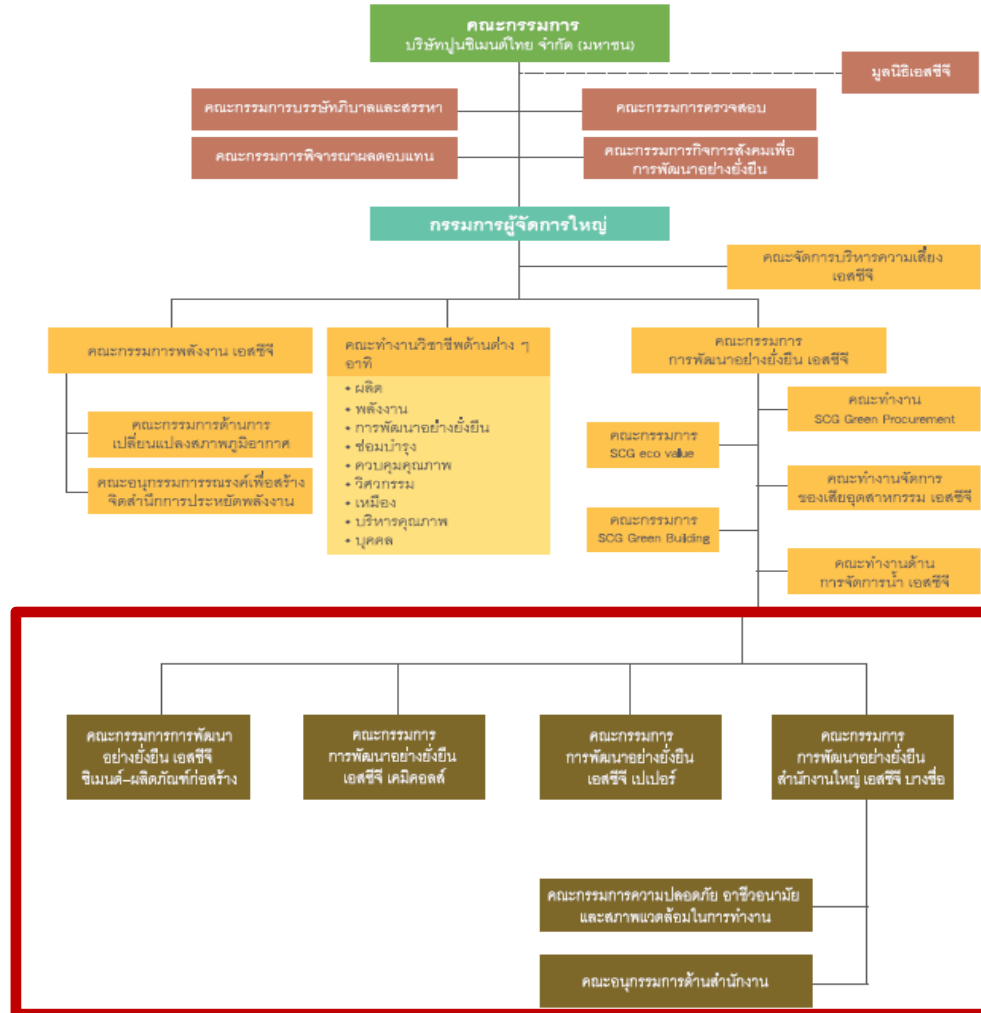 คณะกรรมการ
บริษัทปูนซิเมนต์ไทย จำกัด (มหาชน)
มูลนิธิเอสซีจี
คณะกรรมการบรรษัทภิบาลและสรรหา
คณะกรรมการตรวจสอบ
คณะกรรมการพิจารณาผลตอบแทน
คณะกรรมการกิจการสังคมเพื่อ
การพัฒนาอย่างยั่งยืน
กรรมการผู้จัดการใหญ่
คณะจัดการบริหารความเสี่ยง
เอสซีจี
คณะกรรมการพลังงาน เอสซีจี
คณะกรรมการด้านการ
เปลี่ยนแปลงสภาพภูมิอากาศ
คณะอนุกรรมการรณรงค์เพื่อสร้าง
จิตสำนึกการประหยัดพลังงาน
คณะทำงานวิชาชีพด้านต่าง ๆ
อาทิ
• ผลิต
• พลังงาน
• การพัฒนาอย่างยั่งยืน
• ซ่อมบำรุง
• ควบคุมคุณภาพ
• วิศวกรรม
• เหมือง
• บริหารคุณภาพ
• บุคคล
คณะกรรมการ
การพัฒนาอย่างยั่งยืน เอสซีจี
คณะทำงาน
SCG Green Procurement
คณะกรรมการ
SCG eco value
คณะทำงานจัดการ
ของเสียอุตสาหกรรม เอสซีจี
คณะกรรมการ
SCG Green Building
คณะทำงานด้าน
การจัดการน้ำ เอสซีจี
คณะกรรมการการพัฒนา
อย่างยั่งยืน เอสซีจี
ซิเมนต์-ผลิตภัณฑ์ก่อสร้าง
คณะกรรมการ
การพัฒนาอย่างยั่งยืน
เอสซีจี เคมิคอลส์
คณะกรรมการ
การพัฒนาอย่างยั่งยืน
เอสซีจี เปเปอร์
คณะกรรมการ
การพัฒนาอย่างยั่งยืน
สำนักงานใหญ่ เอสซีจี บางซื่อ
คณะกรรมการความปลอดภัย อาชีวอนามัย
และสภาพแวดล้อมในการทำงาน
คณะอนุกรรมการด้านสำนักงาน